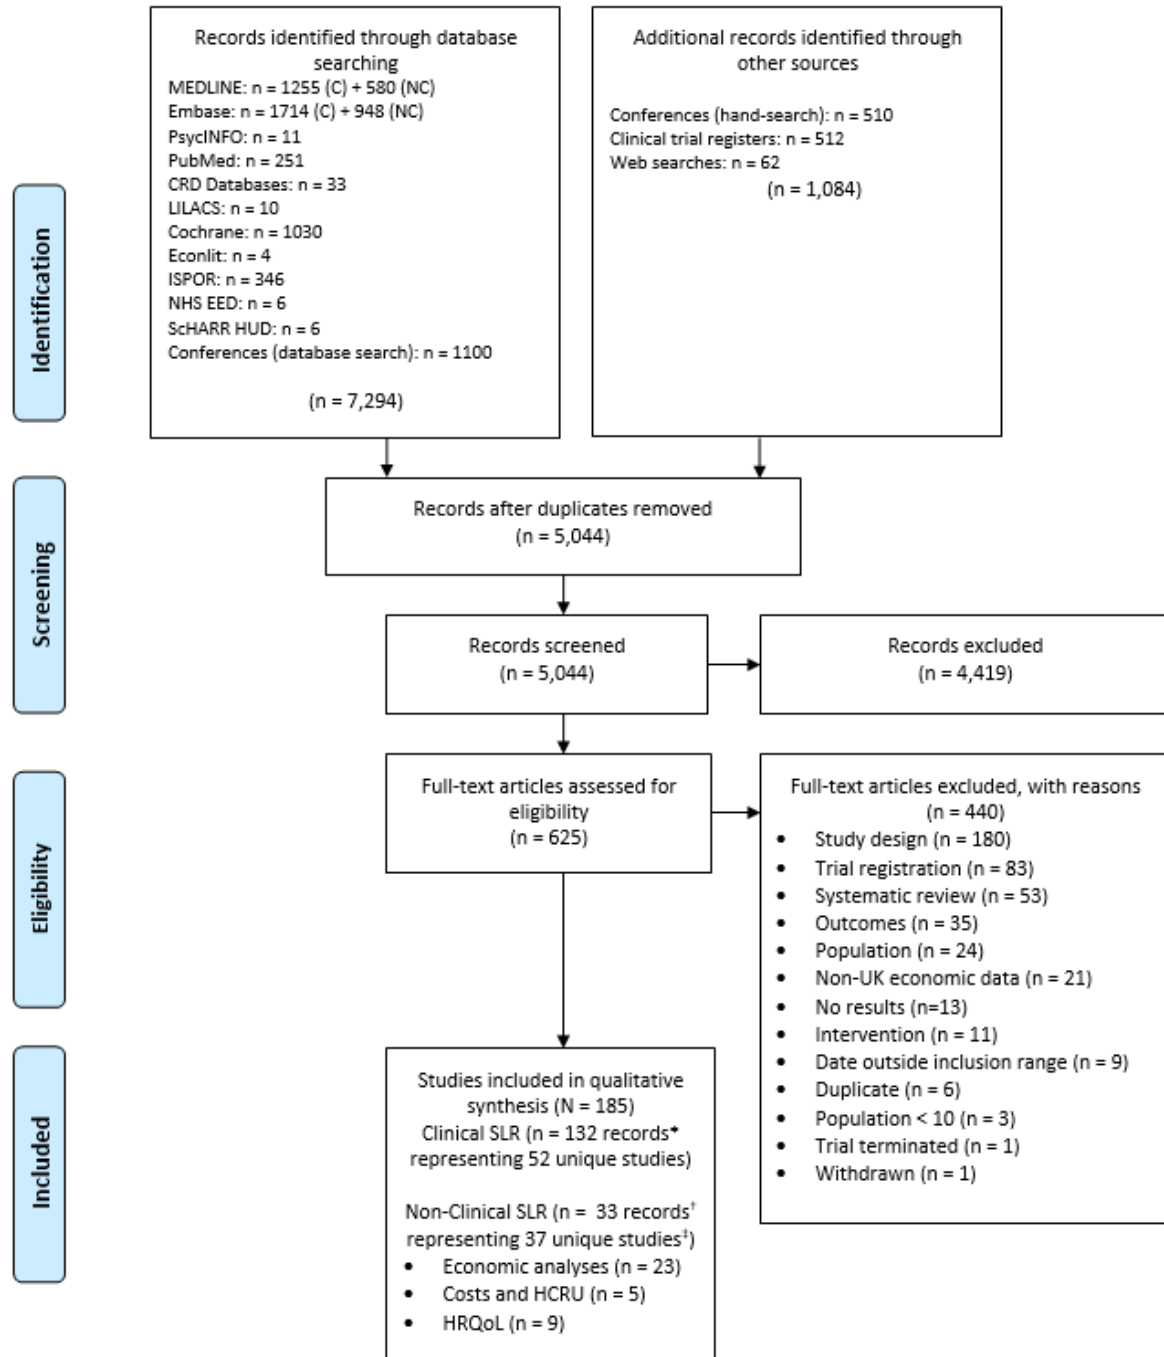 Records identified through database
searching
MEDLINE: n = 1255 (C) + 580 (NC)
Embase: n = 1714 (C) + 948 (NC)
PsycINFO: n = 11
PubMed: n = 251
CRD Databases: n = 33
LILACS: n = 10
Cochrane: n = 1030
Econlit: n = 4
ISPOR: n = 346
NHS EED: n = 6
ScHARR HUD: n = 6
Conferences (database search): n = 1100
(n = 7,294)
Additional records identified through
other sources
Conferences (hand-search): n = 510
Clinical trial registers: n = 512
Web searches: n = 62
(n = 1,084)
Identification
Records after duplicates removed
(n = 5,044)
Screening
Records screened
(n = 5,044)
Records excluded
(n = 4,419)
Full-text articles assessed for
eligibility
(n = 625)
Eligibility
Full-text articles excluded, with reasons
(n = 440)
• Study design (n = 180)
• Trial registration (n = 83)
• Systematic review (n = 53)
• Outcomes (n = 35)
• Population (n = 24)
• Non-UK economic data (n = 21)
• No results (n=13)
• Intervention (n = 11)
• Date outside inclusion range (n = 9)
• Duplicate (n = 6)
• Population < 10 (n = 3)
• Trial terminated (n = 1)
• Withdrawn (n = 1)
Included
Studies included in qualitative
synthesis (N = 185)
Clinical SLR (n = 132 records*
representing 52 unique studies)
Non-Clinical SLR (n = 33 records†
representing 37 unique studies‡)
• Economic analyses (n = 23)
• Costs and HCRU (n = 5)
• HRQoL (n = 9)